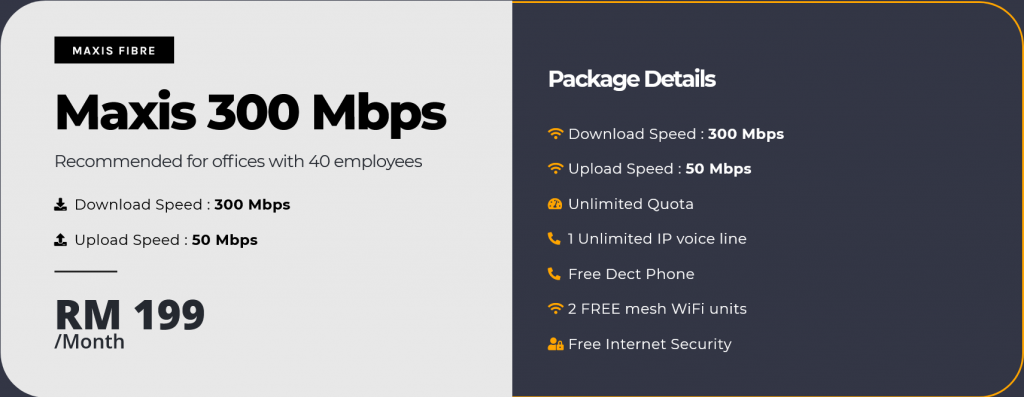 MAXIS FIBRE
Maxis 300 Mbps
Recommended for offices with 40 employees
Download Speed : 300 Mbps
Upload Speed : 50 Mbps
RM 199
/Month
Package Details
Download Speed : 300 Mbps
Upload Speed : 50 Mbps
Unlimited Quota
1 Unlimited IP voice line
Free Dect Phone
2 FREE mesh WiFi units
Free Internet Security